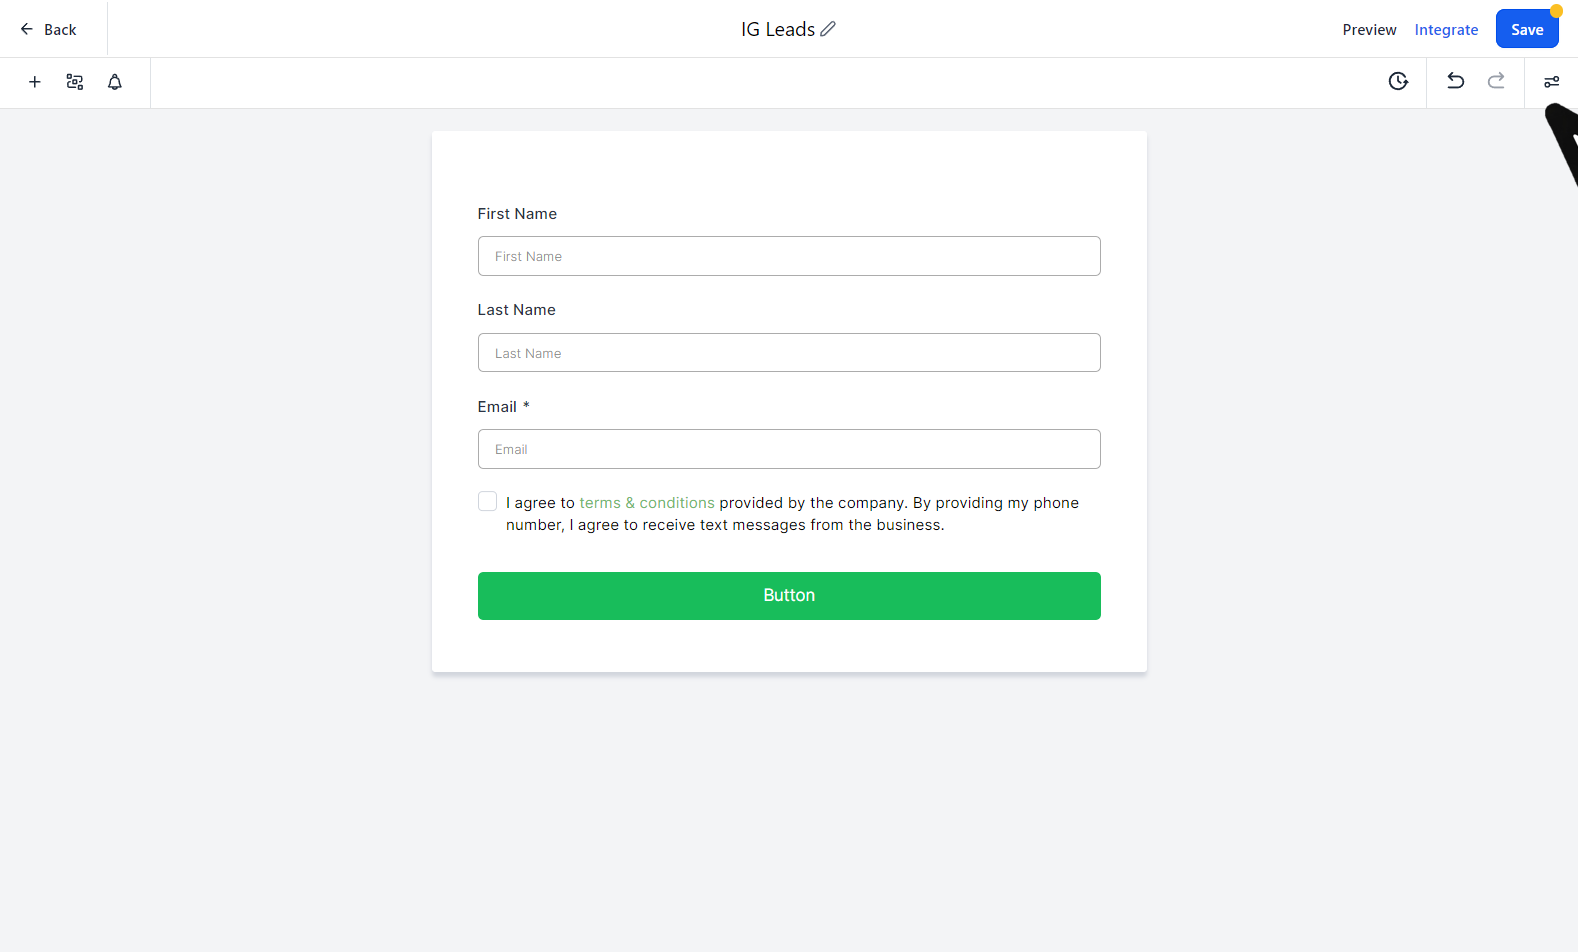 Back
IG Leads
Preview
Integrate
Save
First Name
First Name
Last Name
Last Name
Email *
Email
I agree to terms & conditions provided by the company. By providing my phone
number, I agree to receive text messages from the business.
Button